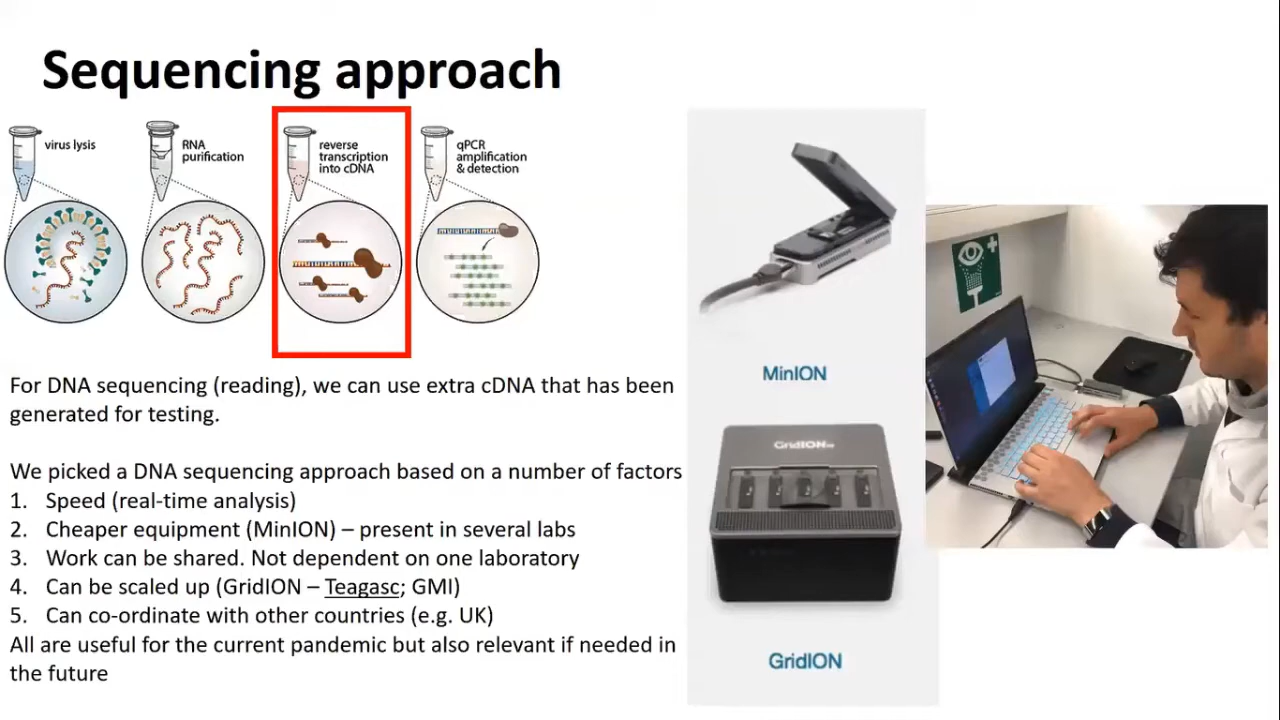 Sequencing approach
virus lysis
RNA
purification
reverse
transcription
into cDNA
qPCR
amplification
& detection
For DNA sequencing (reading), we can use extra cDNA that has been
generated for testing.
We picked a DNA sequencing approach based on a number of factors
1. Speed (real-time analysis)
2. Cheaper equipment (MinION) – present in several labs
3. Work can be shared. Not dependent on one laboratory
4. Can be scaled up (GridION – Teagasc; GMI)
5. Can co-ordinate with other countries (e.g. UK)
All are useful for the current pandemic but also relevant if needed in
the future
MinION
GridION
GridION